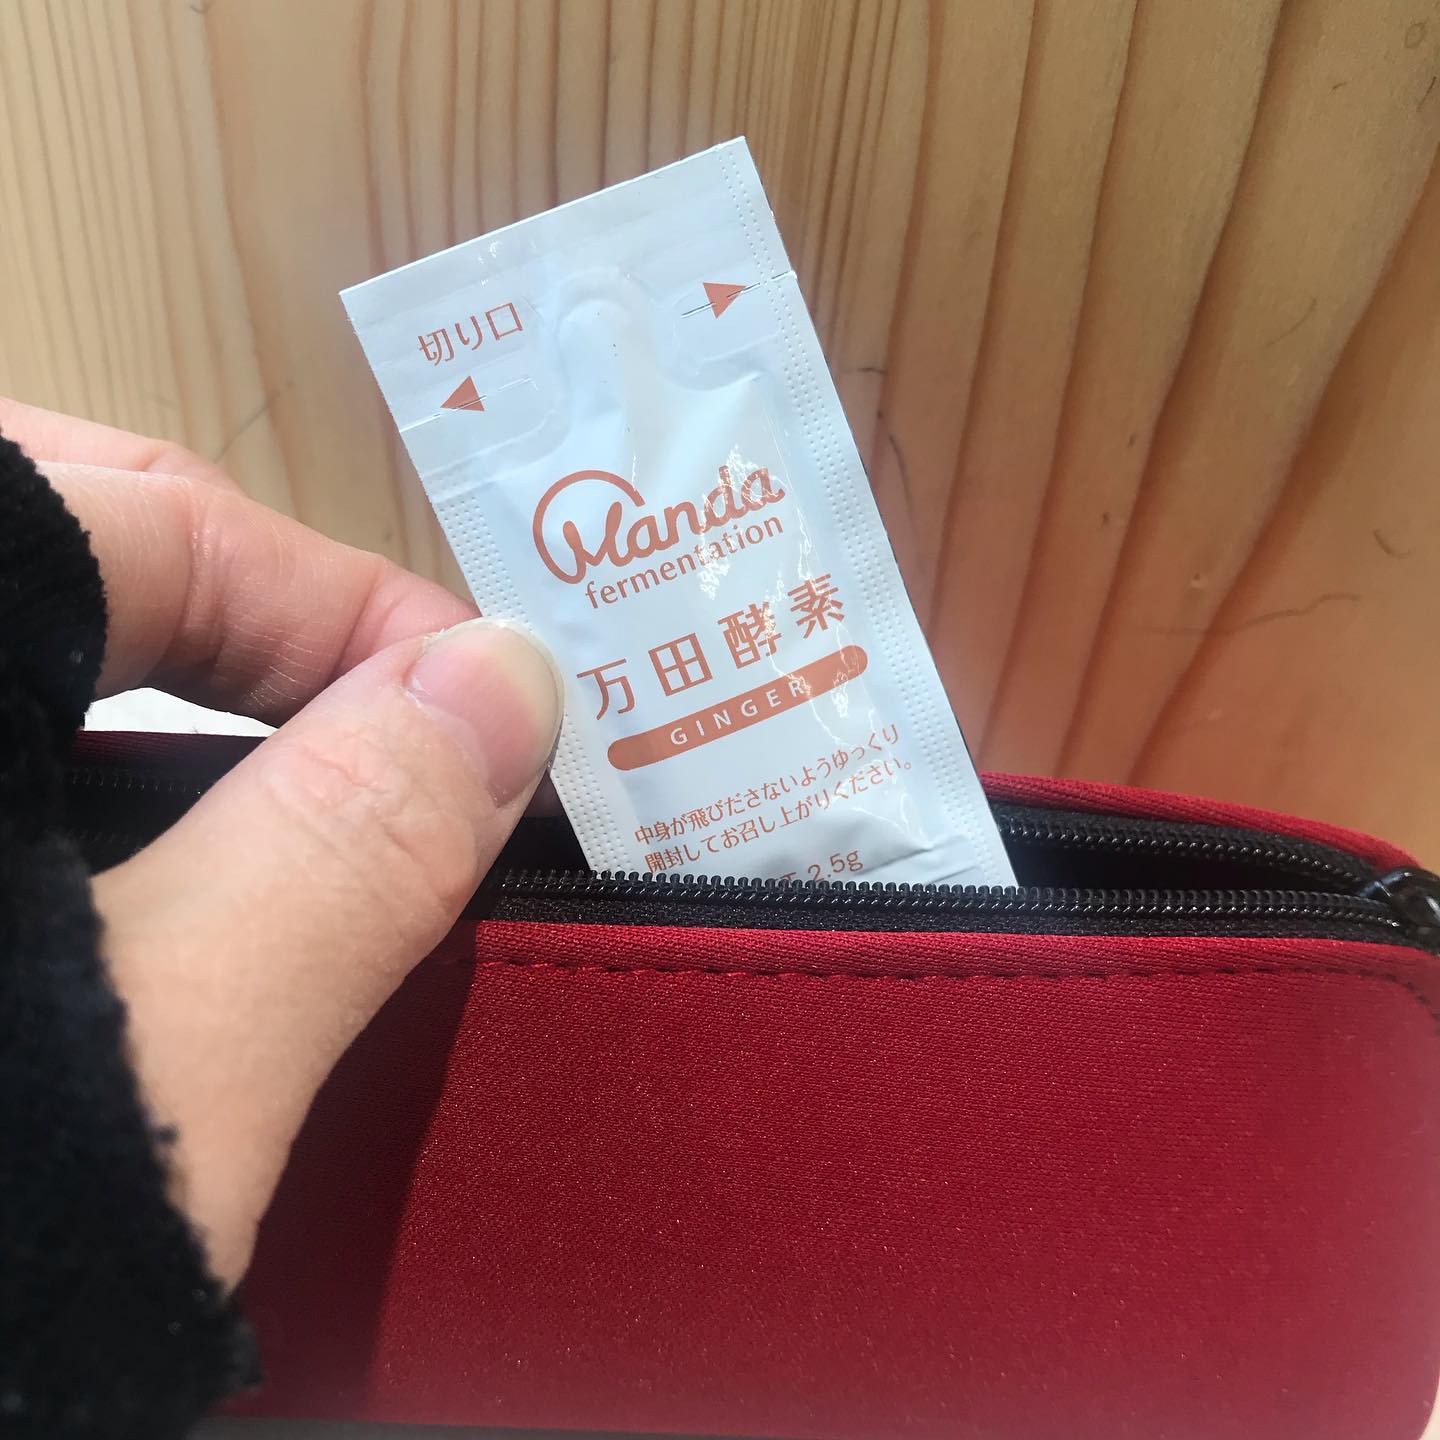 切り口
Manda
fermentation
万田酵素
GINGER
中身が飛びださないようゆっくり
開封してお召し上がりください。
2.5g